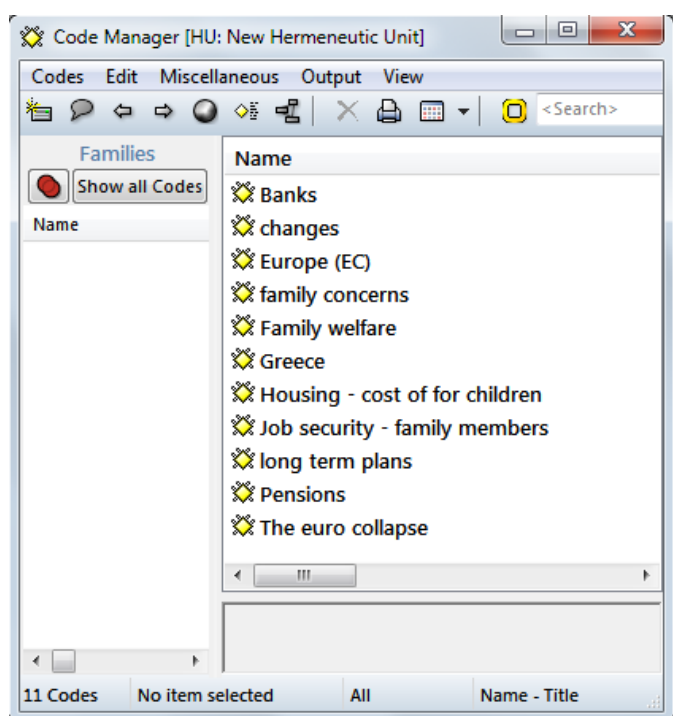 Code Manager [HU: New Hermeneutic Unit]
Codes Edit Miscellaneous Output View
<Search>
Families
Show all Codes
Name
Name
Banks
changes
Europe (EC)
family concerns
Family welfare
Greece
Housing - cost of for children
Job security - family members
long term plans
Pensions
The euro collapse
11 Codes No item selected All Name - Title